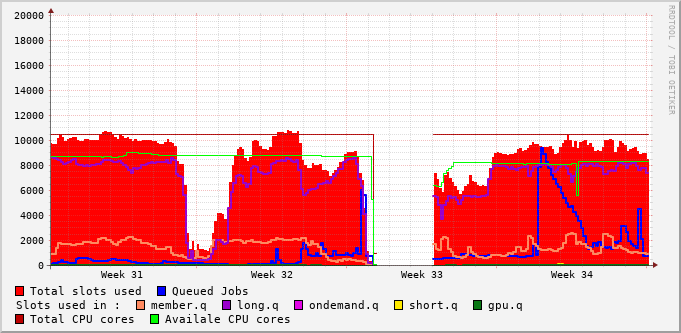 20000
18000
16000
14000
12000
10000
8000
6000
4000
2000
0
Week 31 Week 32 Week 33 Week 34
RRDTOOL / TOBI OETIKER
Total slots used Queued Jobs
Slots used in : member.q long.q ondemand.q short.q gpu.q
Total CPU cores Availale CPU cores